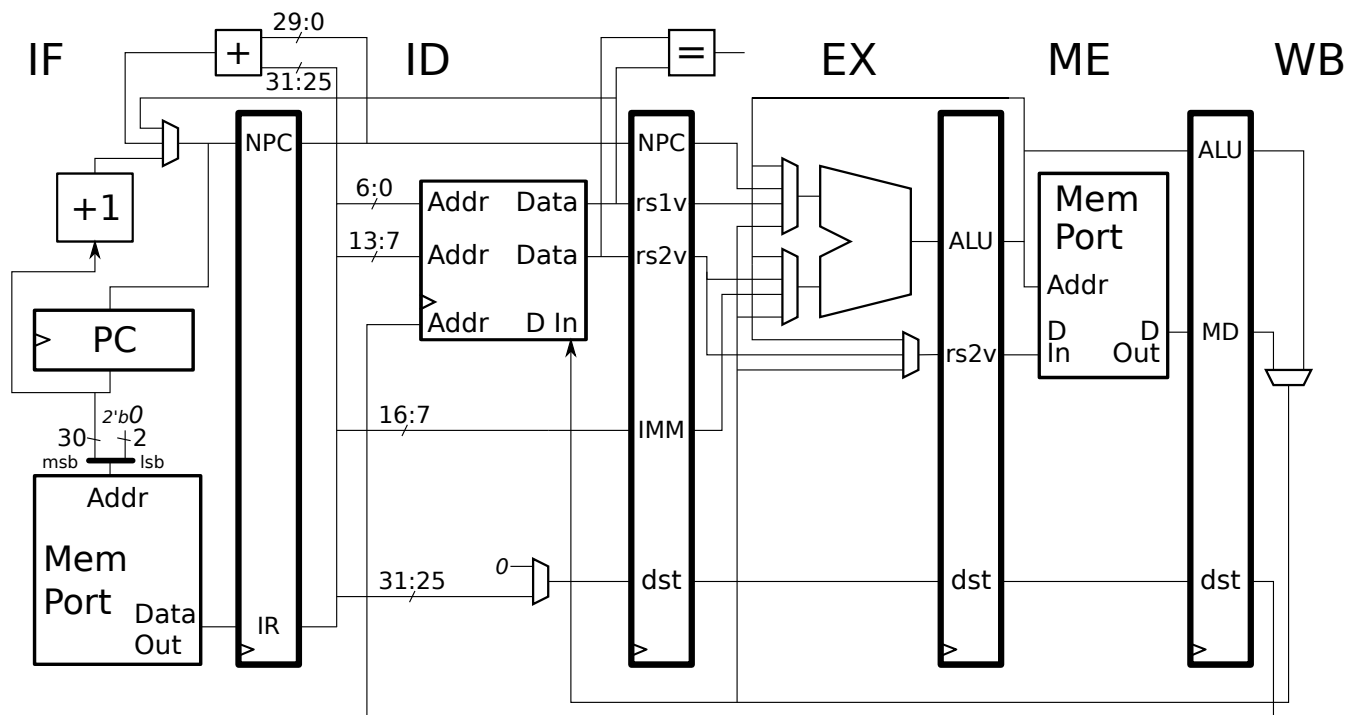 IF
ID
EX
ME
WB
29:0
+
31:25
=
NPC
+1
PC
2'b0
30
2
msb
lsb
Addr
Mem
Port
Data
Out
IR
6:0
13:7
Addr
Data
Addr
Data
Addr
D In
16:7
0
31:25
NPC
rs1v
rs2v
IMM
dst
ALU
rs2v
dst
Mem
Port
Addr
D
In
D
Out
ALU
MD
dst